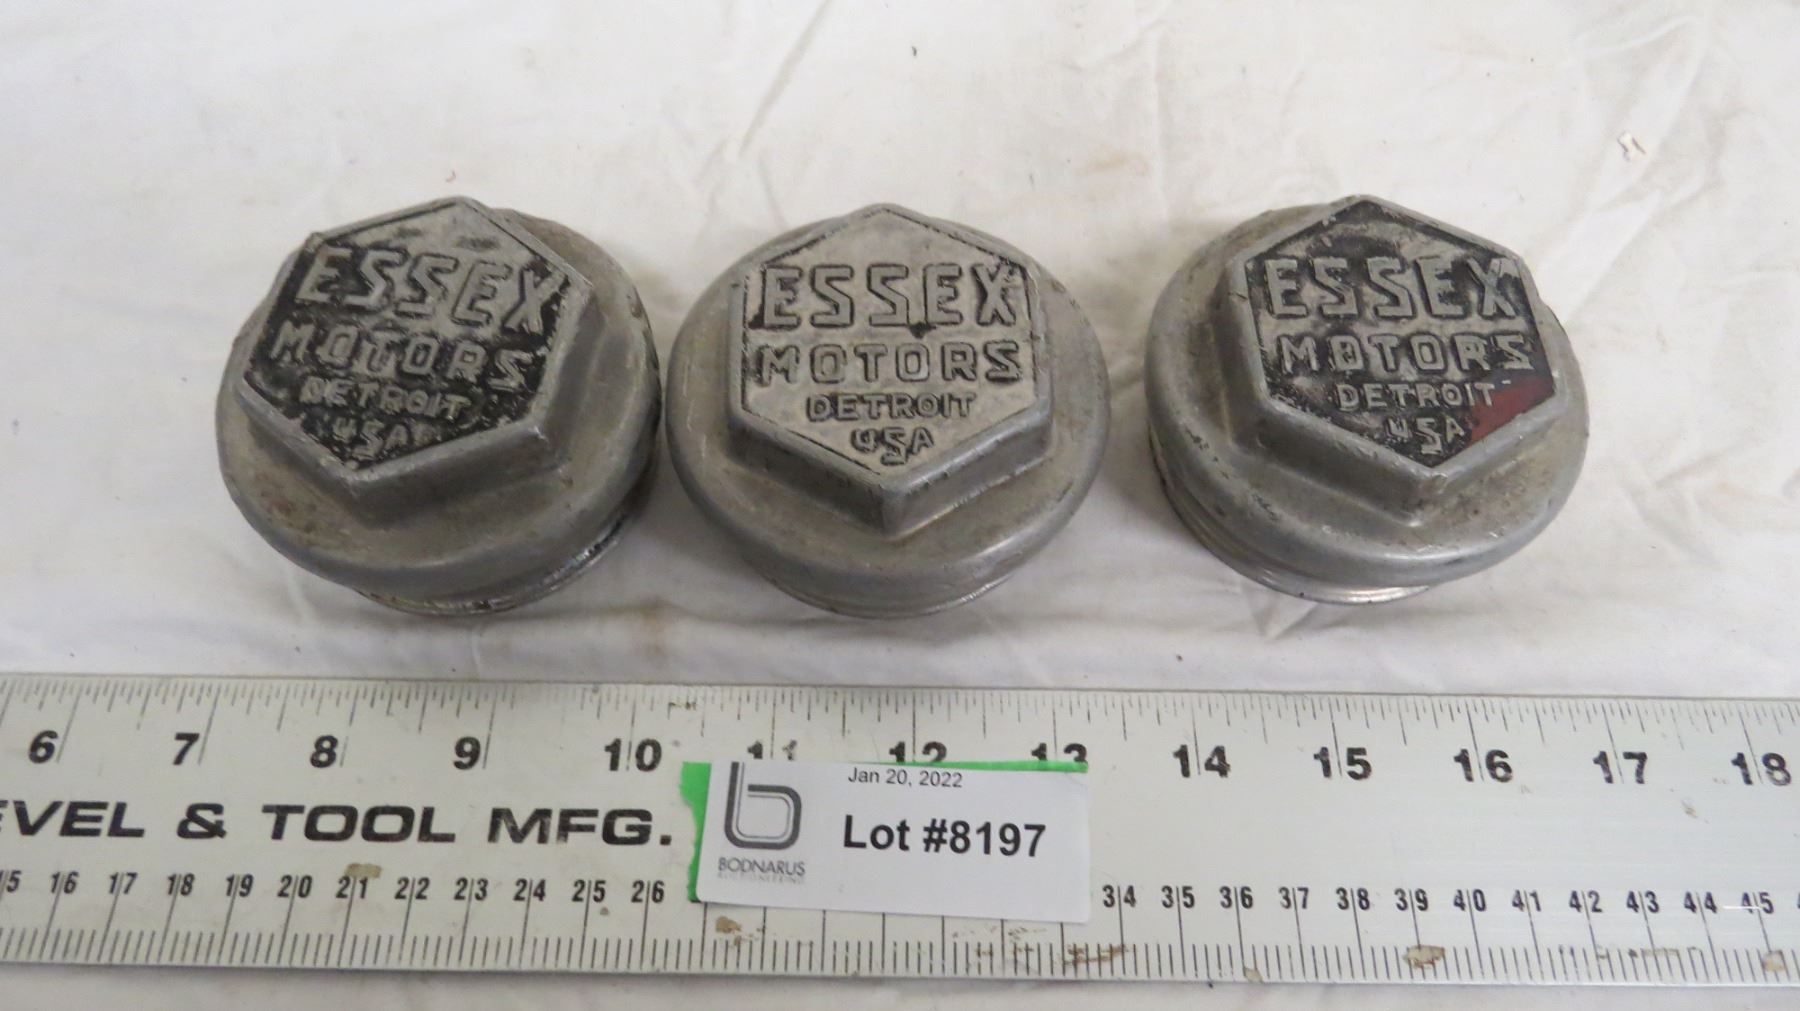 ESSEX
MOTORS
DETROIT
USA
ESSEX
MOTORS
DETROIT
USA
ESSEX
MOTORS
DETROIT
USA
6 7 8 9 10 11 12 13 14 15 16 17 18
EVEL & TOOL MFG.
Jan 20, 2022
Lot #8197
BODNARUS
AUCTIONEERING
15 16 17 18 19 20 21 22 23 24 25 26 34 35 36 37 38 39 40 41 42 43 44 45